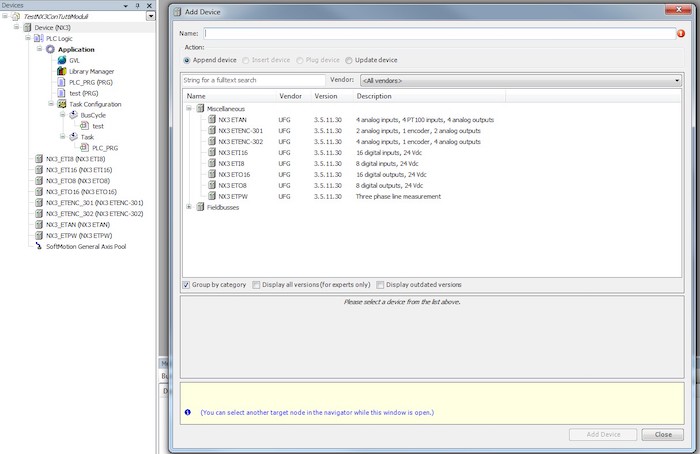 Devices
TestNX3ConTuttiModuli
Device (NX3)
PLC Logic
Application
GVL
Library Manager
PLC_PRG (PRG)
test (PRG)
Task Configuration
BusCycle
test
Task
PLC_PRG
NX3_ETI8 (NX3 ETI8)
NX3_ETI16 (NX3 ETI16)
NX3_ETO8 (NX3 ETO8)
NX3_ETO16 (NX3 ETO16)
NX3_ETENC_301 (NX3 ETENC-301)
NX3_ETENC_302 (NX3 ETENC-302)
NX3_ETAN (NX3 ETAN)
NX3_ETPW (NX3 ETPW)
SoftMotion General Axis Pool
Add Device
Name:
Action:
Append device Insert device Plug device Update device
String for a fulltext search Vendor: <All vendors>
Name Vendor Version Description
Miscellaneous
NX3 ETAN UFG 3.5.11.30 4 analog inputs, 4 PT100 inputs, 4 analog outputs
NX3 ETENC-301 UFG 3.5.11.30 2 analog inputs, 1 encoder, 2 analog outputs
NX3 ETENC-302 UFG 3.5.11.30 4 analog inputs, 1 encoder, 4 analog outputs
NX3 ETI16 UFG 3.5.11.30 16 digital inputs, 24 Vdc
NX3 ETI8 UFG 3.5.11.30 8 digital inputs, 24 Vdc
NX3 ETO16 UFG 3.5.11.30 16 digital outputs, 24 Vdc
NX3 ETO8 UFG 3.5.11.30 8 digital outputs, 24 Vdc
NX3 ETPW UFG 3.5.11.30 Three phase line measurement
Fieldbusses
Group by category Display all versions (for experts only) Display outdated versions
Please select a device from the list above.
(You can select another target node in the navigator while this window is open.)
Add Device Close